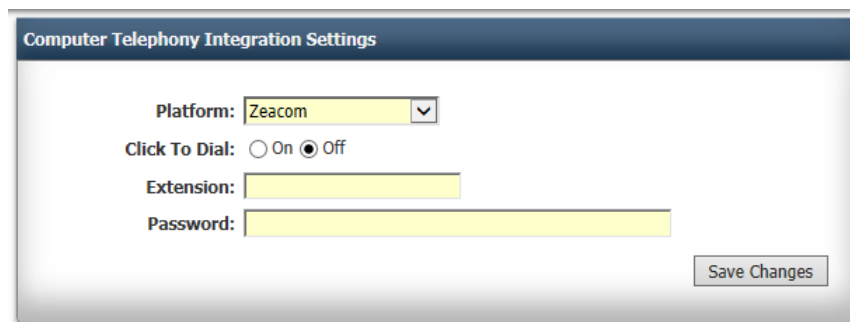 Computer Telephony Integration Settings
Platform: Zeacom
Click To Dial: On Off
Extension:
Password:
Save Changes